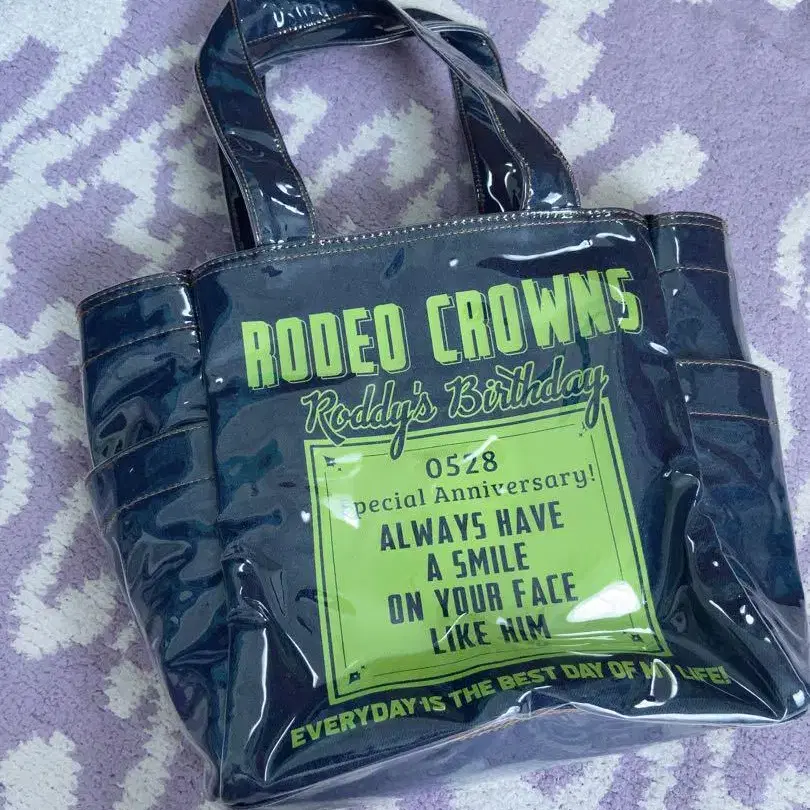 RODEO CROWNS
Roddy's Birthday
0528
Special Anniversary!
ALWAYS HAVE
A SMILE
ON YOUR FACE
LIKE HIM
EVERYDAY IS THE BEST DAY OF MY LIFE!